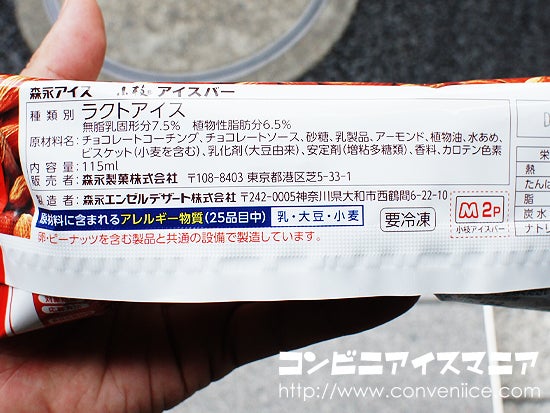 森永アイス 小枝 アイスバー
種類別 ラクトアイス
無脂乳固形分7.5% 植物性脂肪分6.5%
原材料名:チョコレートコーチング、チョコレートソース、砂糖、乳製品、アーモンド、植物油、水あめ、
ビスケット(小麦を含む)、乳化剤(大豆由来)、安定剤(増粘多糖類)、香料、カロテン色素
内容量:115ml
販売者:森永製菓株式会社 〒108-8403 東京都港区芝5-33-1
製造者:森永エンゼルデザート株式会社 〒242-0005神奈川県大和市西鶴間6-22-10
原材料に含まれるアレルギー物質(25品目中) 乳・大豆・小麦
要冷凍
卵・ピーナッツを含む製品と共通の設備で製造しています。
M 2P
小枝アイスバー
栄
熱
たんぱ
脂
炭水
ナトリ
コンビニアイスマニア
http://www.conveniice.com/